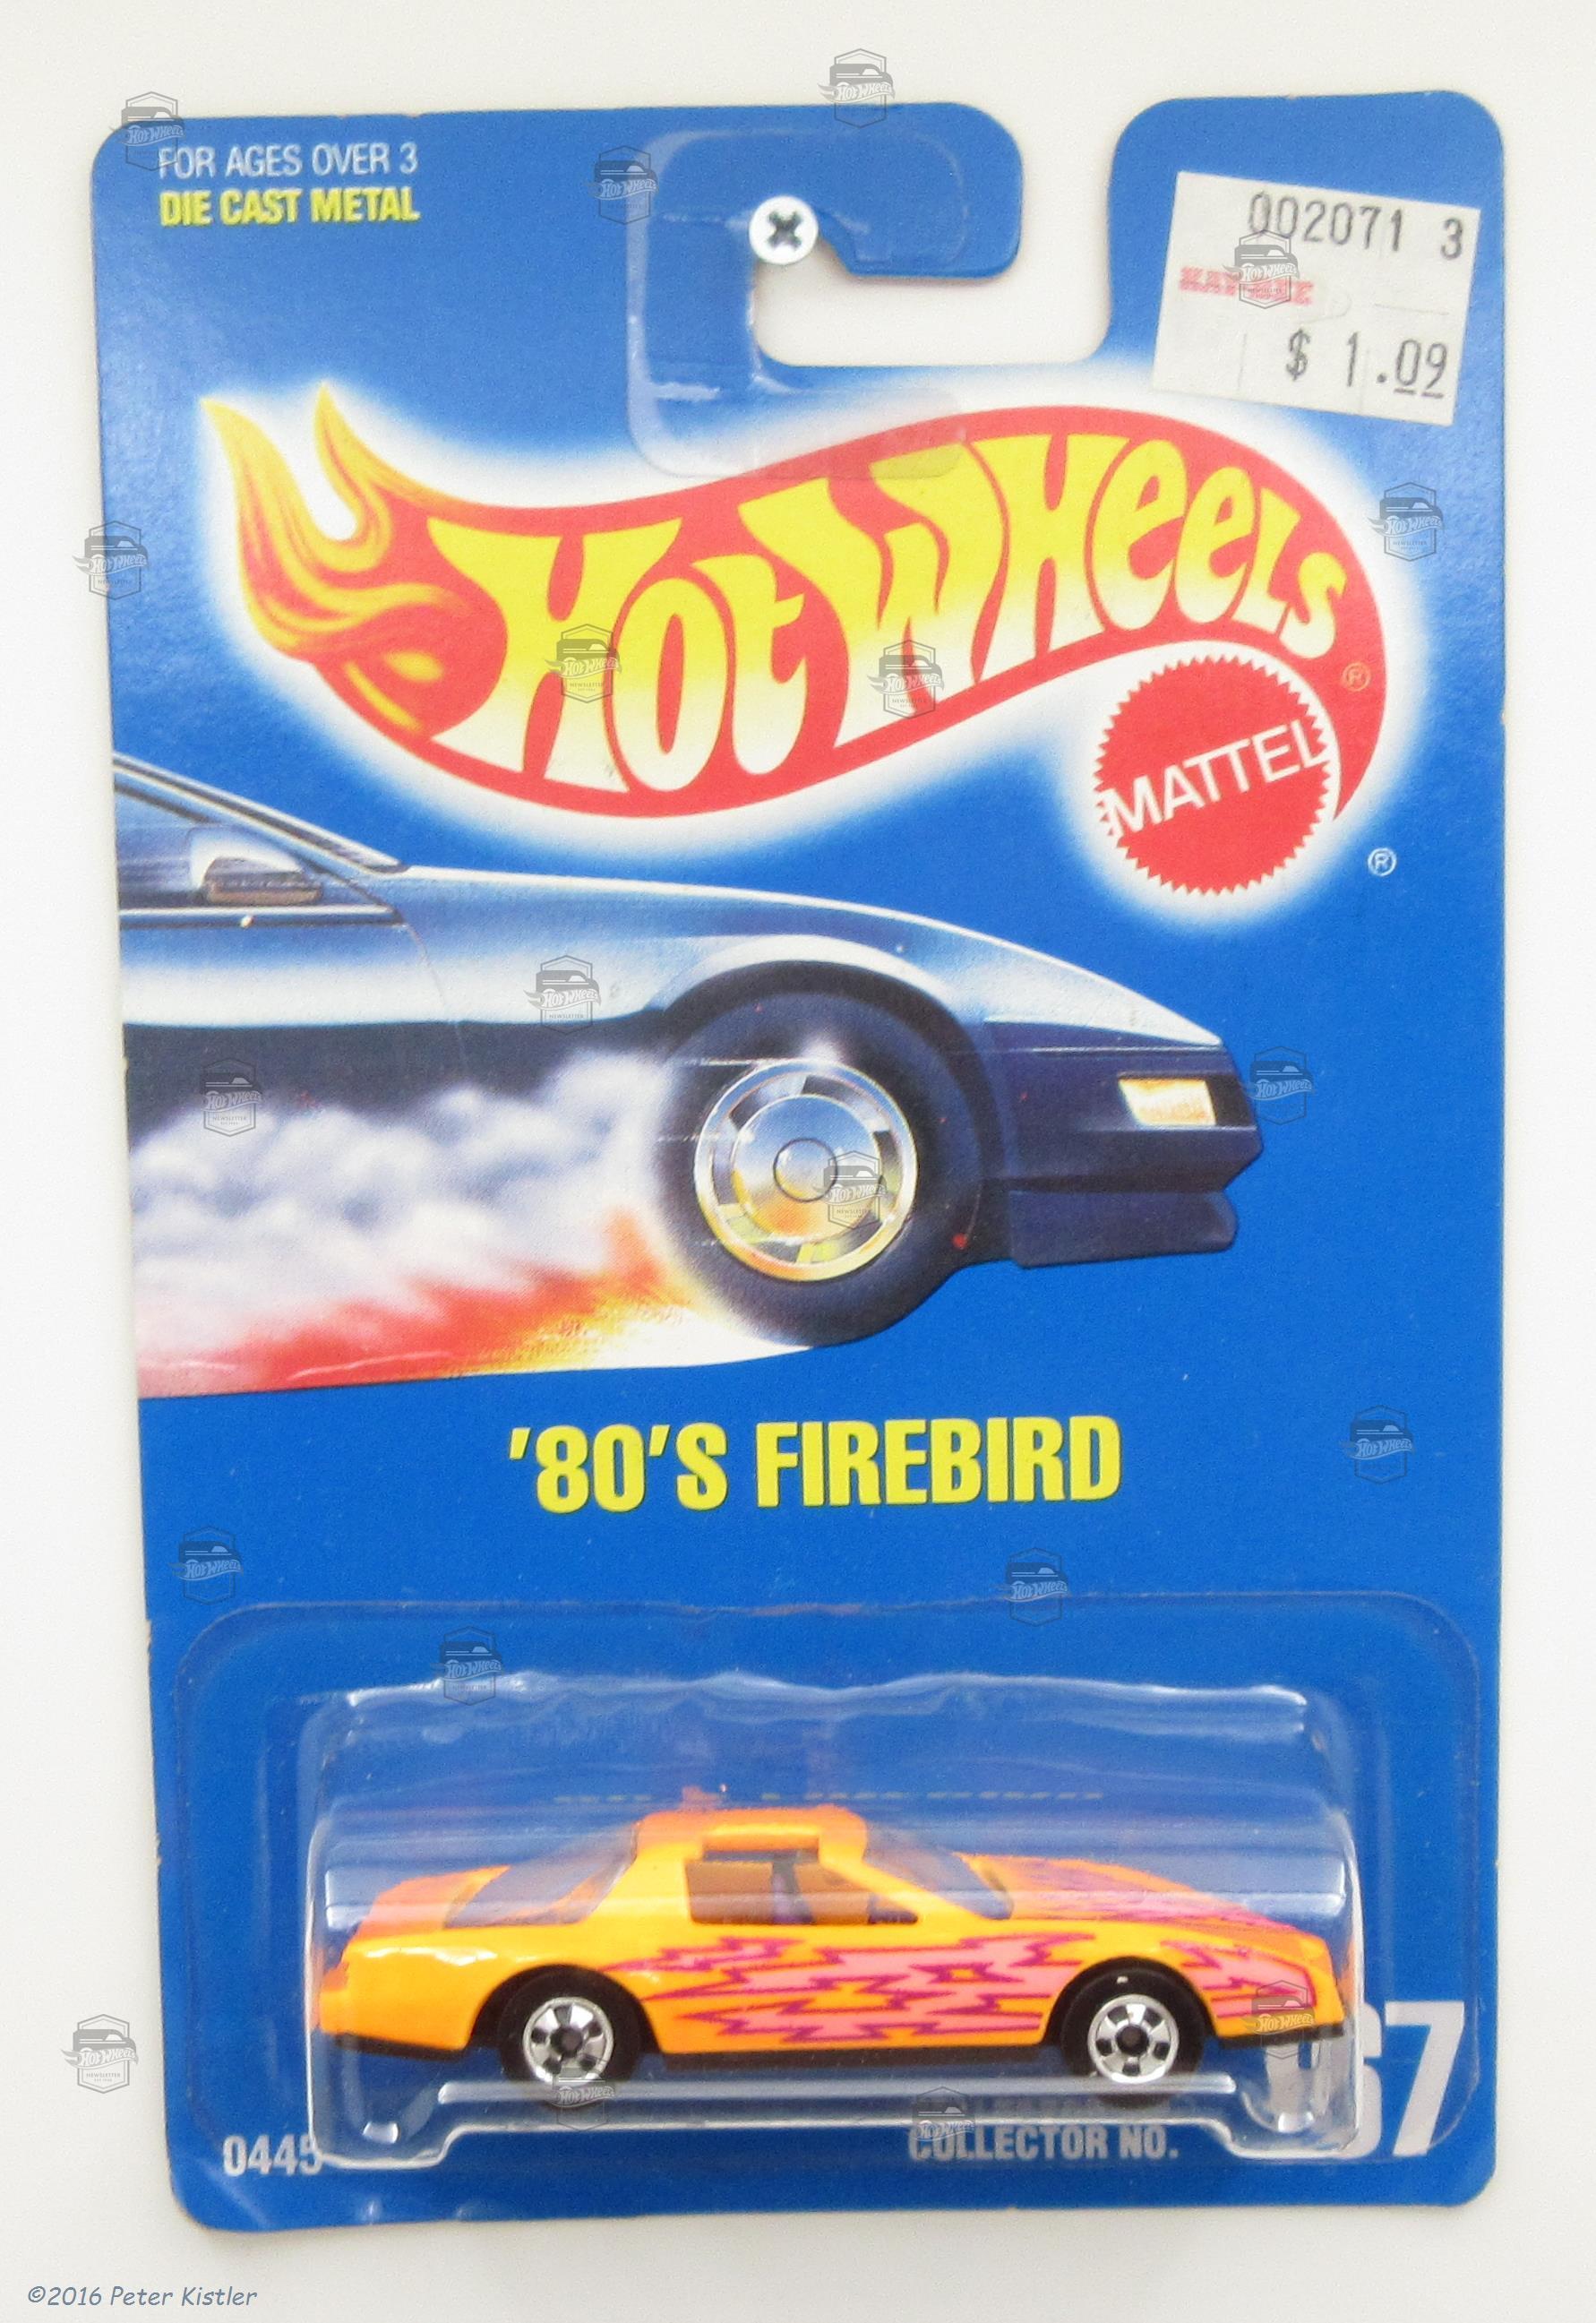 FOR AGES OVER 3
DIE CAST METAL
002071 3
$ 1.09
Hot Wheels ®
MATTEL
®
'80'S FIREBIRD
0445
COLLECTOR NO.
67
©2016 Peter Kistler